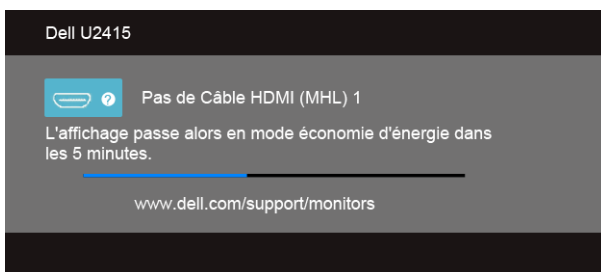 Dell U2415
Pas de Câble HDMI (MHL) 1
L'affichage passe alors en mode économie d'énergie dans
les 5 minutes.
www.dell.com/support/monitors